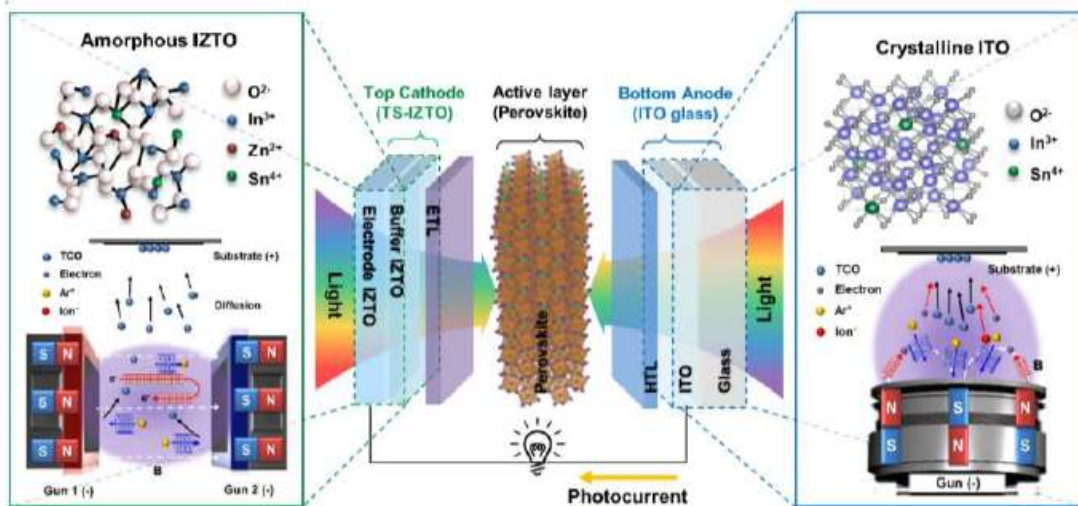 Amorphous IZTO
O²⁻
In³⁺
Zn²⁺
Sn⁴⁺
TCO
Electron
Ar⁺
Ion⁻
Substrate (+)
Diffusion
S N S N
S N S N
S N S N
B
Gun 1 (-)
Gun 2 (-)
Top Cathode
(TS-IZTO)
Active layer
(Perovskite)
Bottom Anode
(ITO glass)
Light
Electrode IZTO
Buffer IZTO
ETL
Perovskite
HTL
ITO
Glass
Light
Photocurrent
Crystalline ITO
O²⁻
In³⁺
Sn⁴⁺
TCO
Electron
Ar⁺
Ion⁻
Substrate (+)
B
N S N
S N S
Gun (-)